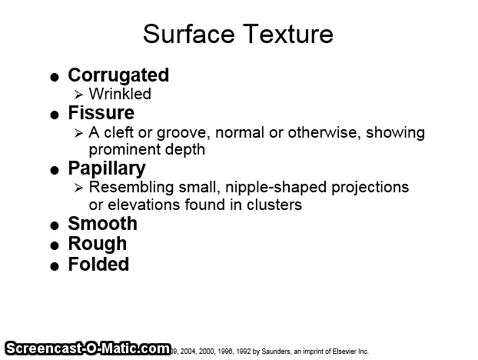 Surface Texture
● Corrugated
➢ Wrinkled
● Fissure
➢ A cleft or groove, normal or otherwise, showing
prominent depth
● Papillary
➢ Resembling small, nipple-shaped projections
or elevations found in clusters
● Smooth
● Rough
● Folded
Screencast-O-Matic.com 9, 2004, 2000, 1996, 1992 by Saunders, an imprint of Elsevier Inc.